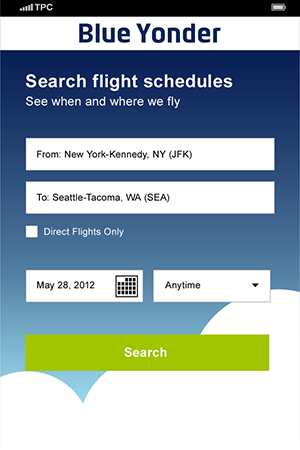 TPC
Blue Yonder
Search flight schedules
See when and where we fly
From: New York-Kennedy, NY (JFK)
To: Seattle-Tacoma, WA (SEA)
Direct Flights Only
May 28, 2012
Anytime
Search